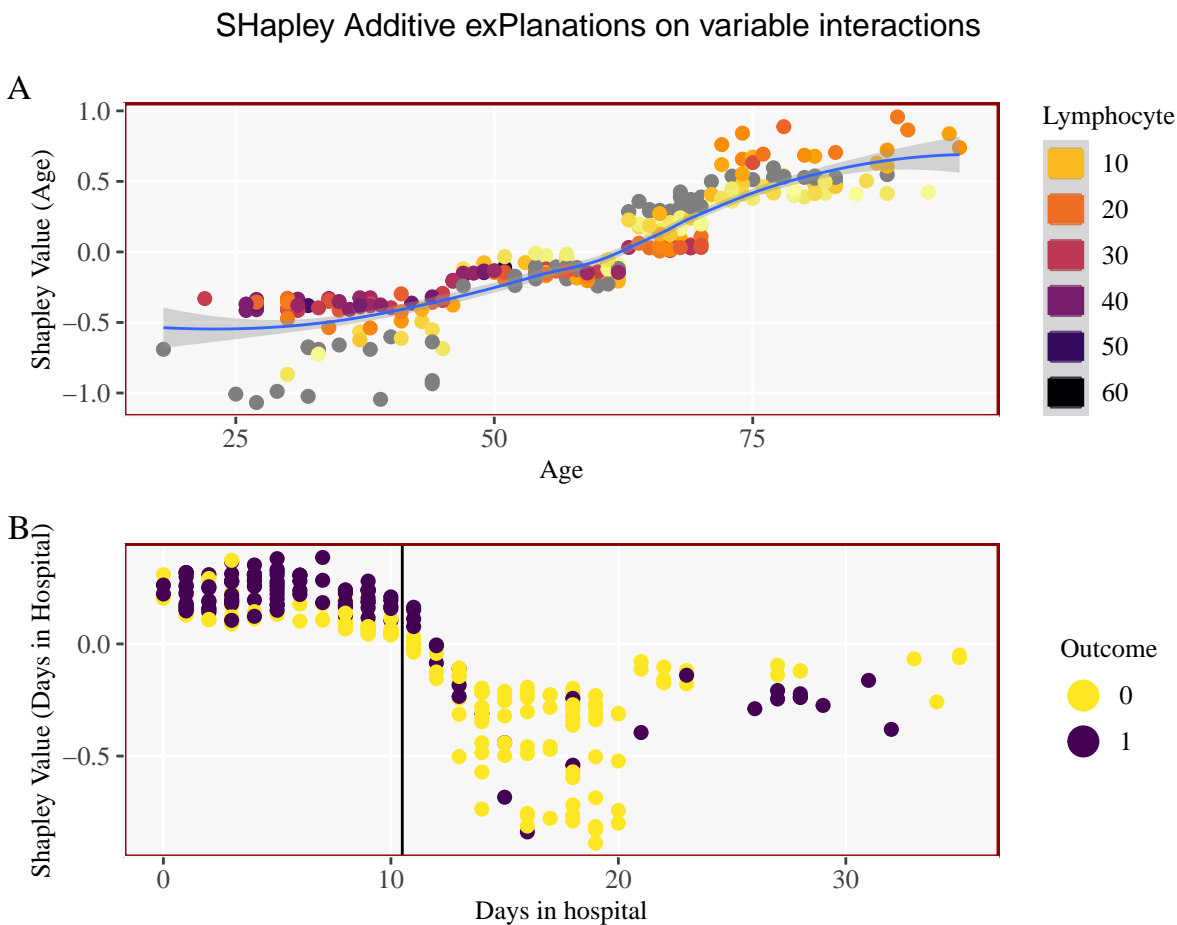 SHapley Additive exPlanations on variable interactions
A
Shapley Value (Age)
1.0
0.5
0.0
−0.5
−1.0
25 50 75
Age
Lymphocyte
10
20
30
40
50
60
B
Shapley Value (Days in Hospital)
0.0
−0.5
0 10 20 30
Days in hospital
Outcome
0
1